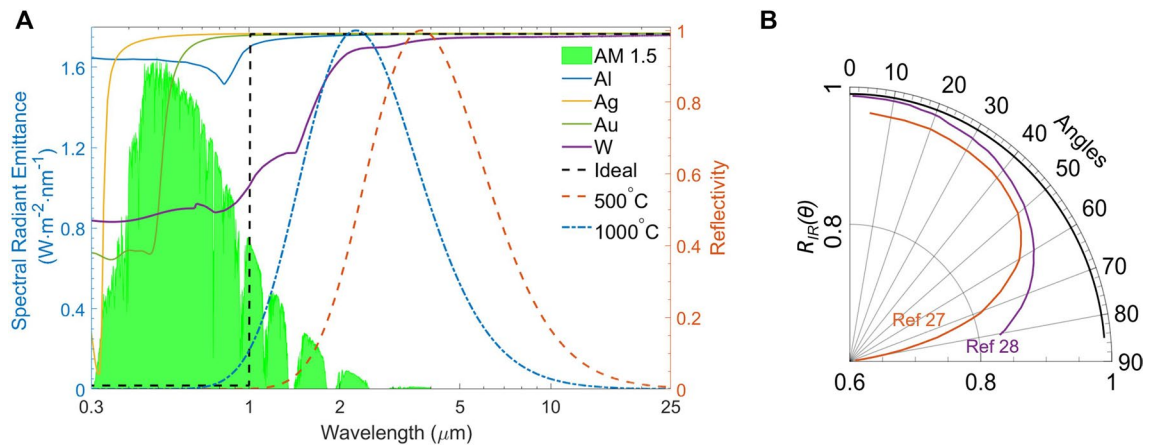 A
Spectral Radiant Emittance
(W·m-2·nm-1)
1.6
1.2
0.8
0.4
0
0.3
1
2
5
10
25
Wavelength (μm)
1
0.8
0.6
0.4
0.2
0
Reflectivity
AM 1.5
Al
Ag
Au
W
Ideal
500°C
1000°C
B
0
10
20
30
40
50
60
70
80
90
Angles
1
0.8
RIR(θ)
0.6
0.8
1
Ref 27
Ref 28